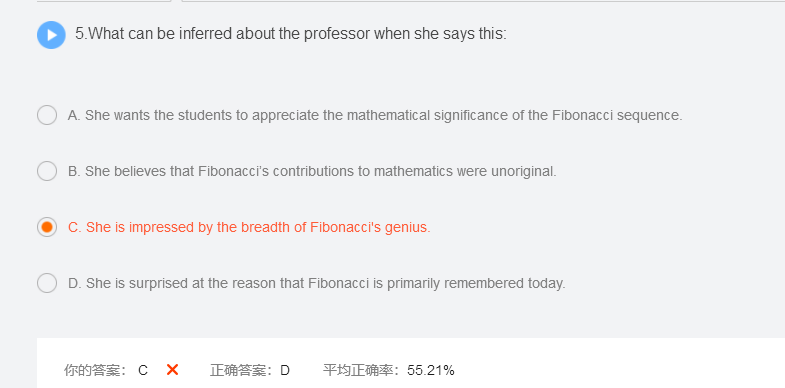 5.What can be inferred about the professor when she says this:
A. She wants the students to appreciate the mathematical significance of the Fibonacci sequence.
B. She believes that Fibonacci's contributions to mathematics were unoriginal.
C. She is impressed by the breadth of Fibonacci's genius.
D. She is surprised at the reason that Fibonacci is primarily remembered today.
你的答案： C ✕ 正确答案：D 平均正确率：55.21%